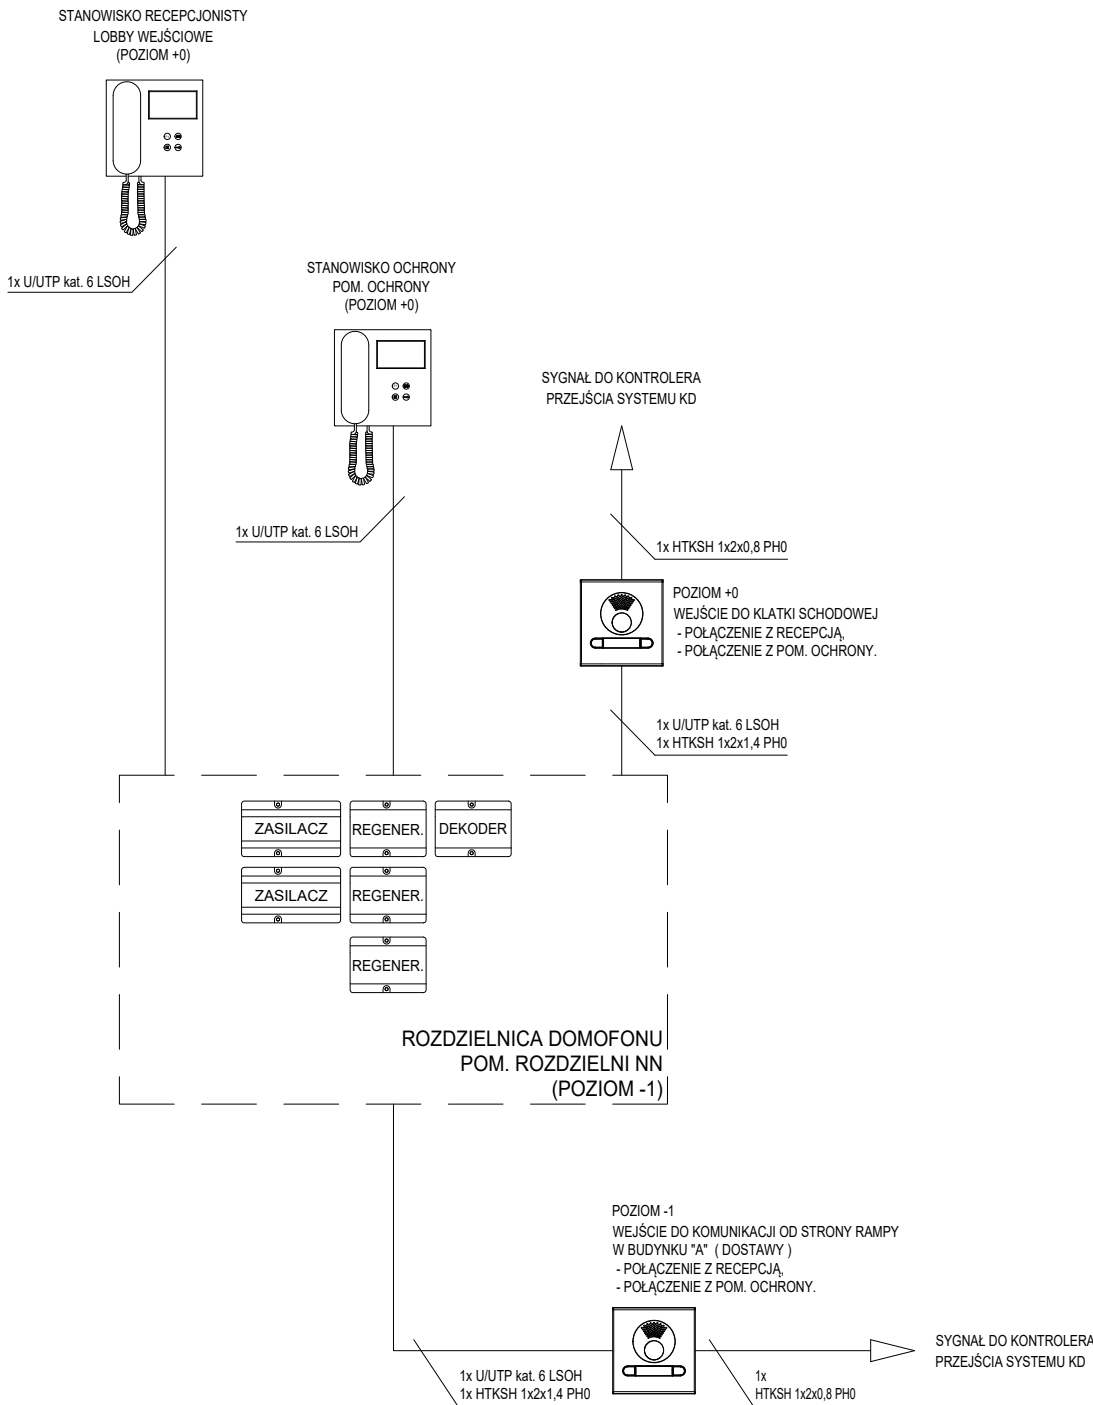 STANOWISKO RECEPCJONISTY
LOBBY WEJŚCIOWE
(POZIOM +0)
1x U/UTP kat. 6 LSOH
STANOWISKO OCHRONY
POM. OCHRONY
(POZIOM +0)
1x U/UTP kat. 6 LSOH
SYGNAŁ DO KONTROLERA
PRZEJŚCIA SYSTEMU KD
1x HTKSH 1x2x0,8 PH0
POZIOM +0
WEJŚCIE DO KLATKI SCHODOWEJ
- POŁĄCZENIE Z RECEPCJĄ,
- POŁĄCZENIE Z POM. OCHRONY.
1x U/UTP kat. 6 LSOH
1x HTKSH 1x2x1,4 PH0
ZASILACZ
REGENER.
DEKODER
ZASILACZ
REGENER.
REGENER.
ROZDZIELNICA DOMOFONU
POM. ROZDZIELNI NN
(POZIOM -1)
POZIOM -1
WEJŚCIE DO KOMUNIKACJI OD STRONY RAMPY
W BUDYNKU "A" ( DOSTAWY )
- POŁĄCZENIE Z RECEPCJĄ,
- POŁĄCZENIE Z POM. OCHRONY.
1x U/UTP kat. 6 LSOH
1x HTKSH 1x2x1,4 PH0
1x
HTKSH 1x2x0,8 PH0
SYGNAŁ DO KONTROLERA
PRZEJŚCIA SYSTEMU KD